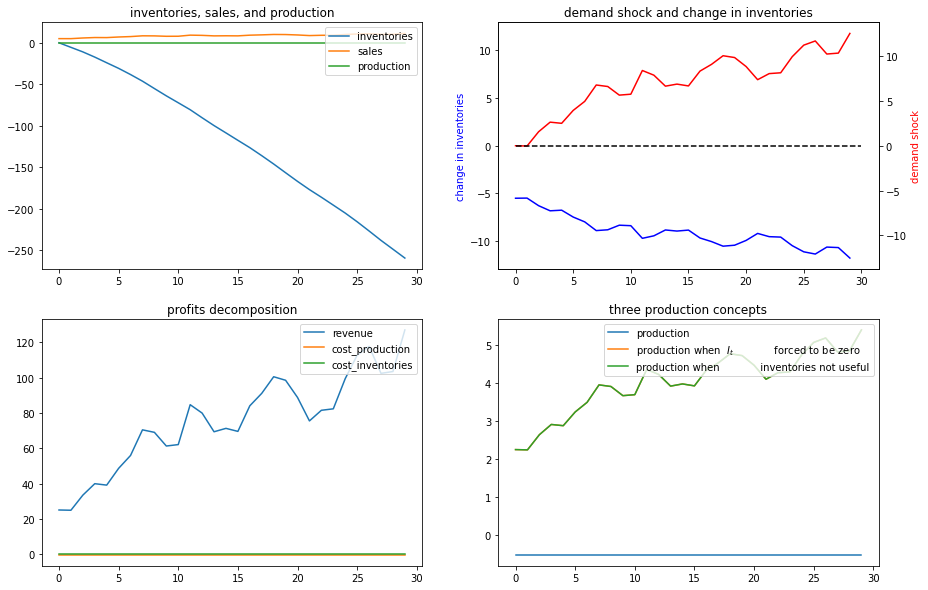 inventories, sales, and production
0
−50
−100
−150
−200
−250
0 5 10 15 20 25 30
inventories
sales
production
demand shock and change in inventories
change in inventories
10
5
0
−5
−10
0 5 10 15 20 25 30
10
5
0
−5
−10
demand shock
profits decomposition
120
100
80
60
40
20
0
0 5 10 15 20 25 30
revenue
cost_production
cost_inventories
three production concepts
5
4
3
2
1
0
0 5 10 15 20 25 30
production
production when I_t forced to be zero
production when inventories not useful